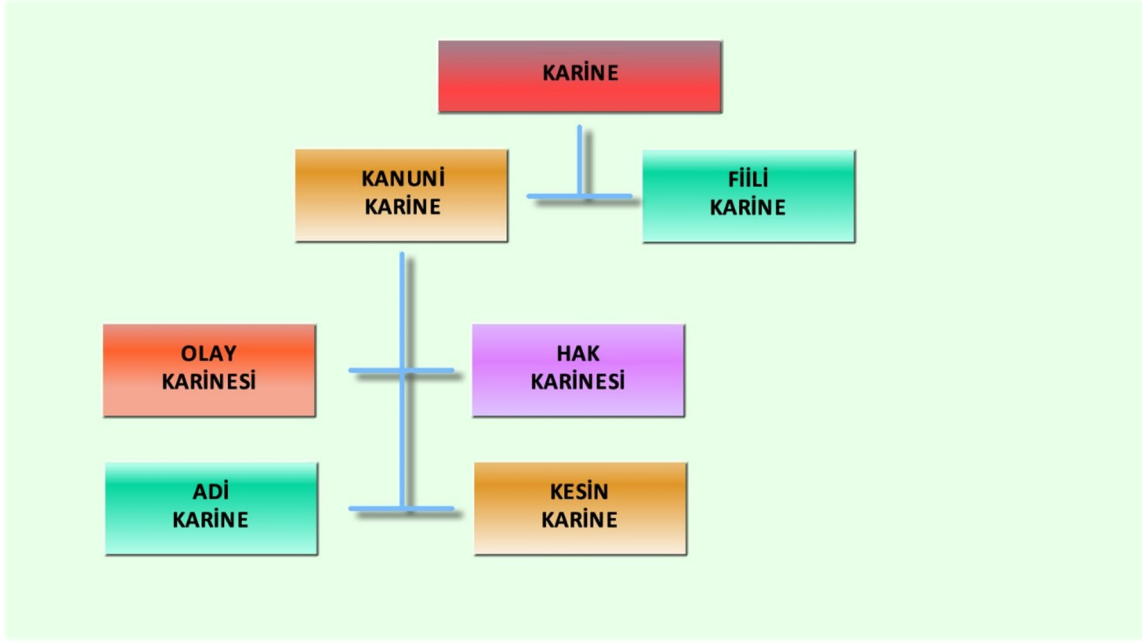 KARİNE
KANUNİ
KARİNE
FİİLİ
KARİNE
OLAY
KARİNESİ
HAK
KARİNESİ
ADİ
KARİNE
KESİN
KARİNE